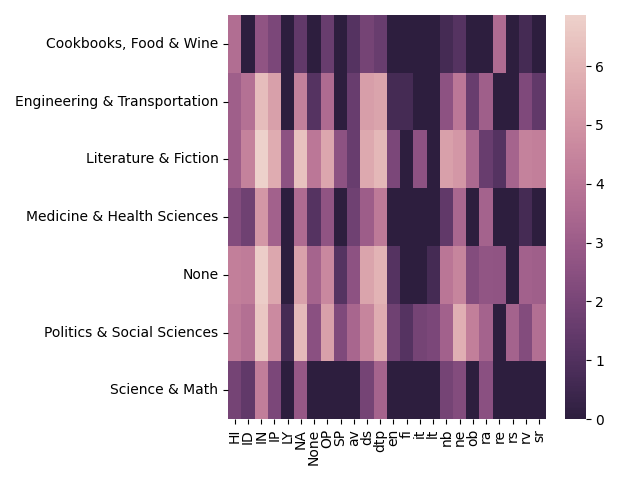 Cookbooks, Food & Wine
Engineering & Transportation
Literature & Fiction
Medicine & Health Sciences
None
Politics & Social Sciences
Science & Math
HI ID IN IP LY NA None OP SP av ds dtp en fi it lt nb ne ob ra re rs rv sr
6
5
4
3
2
1
0